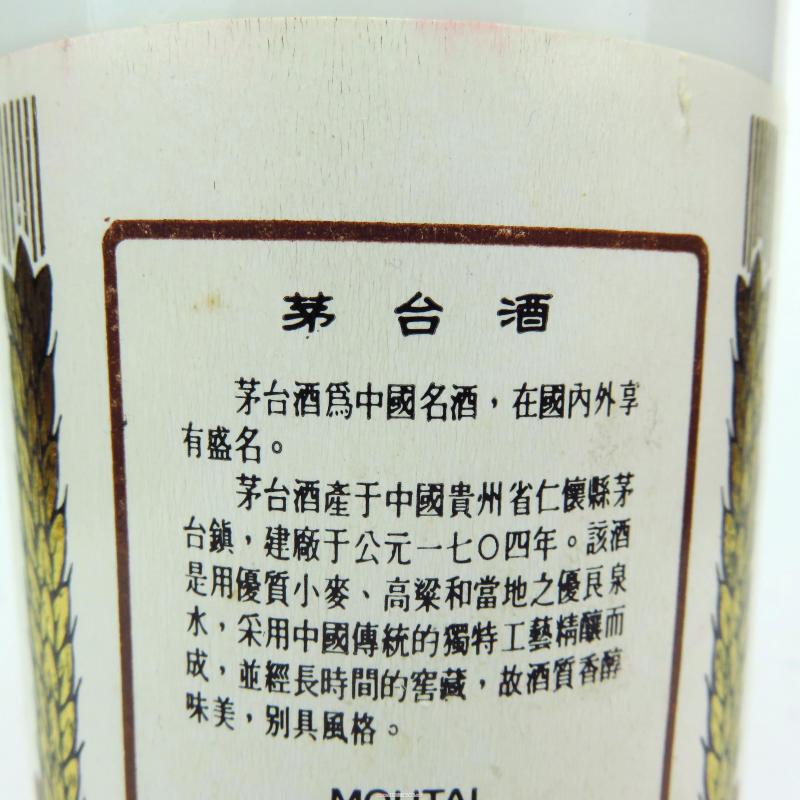 茅台酒
茅台酒爲中國名酒，在國內外享
有盛名。
茅台酒產于中國貴州省仁懷縣茅
台鎮，建廠于公元一七〇四年。該酒
是用優質小麥、高粱和當地之優良泉
水，采用中國傳統的獨特工藝精釀而
成，並經長時間的窖藏，故酒質香醇
味美，别具風格。
MOUTAI